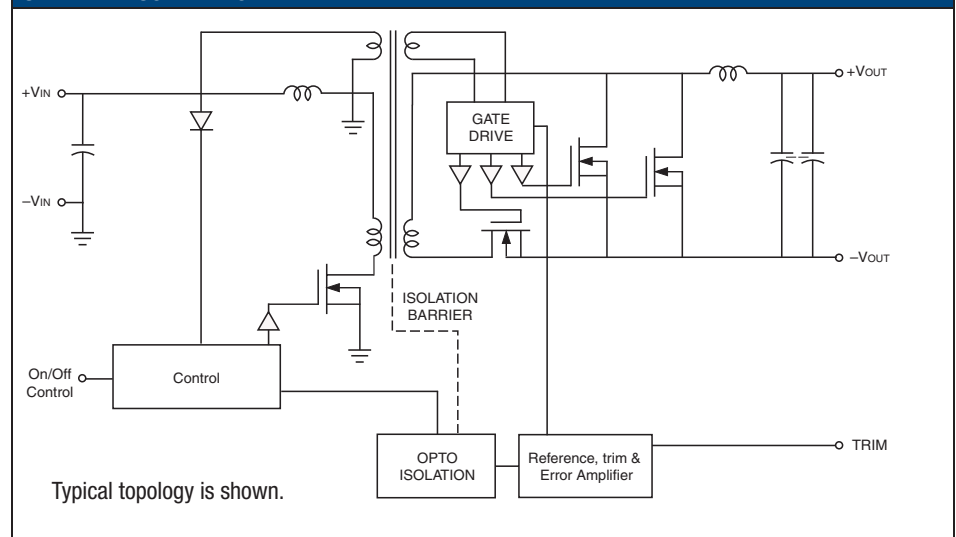 +VIN
−VIN
GATE
DRIVE
+VOUT
−VOUT
ISOLATION
BARRIER
On/Off
Control
Control
OPTO
ISOLATION
Reference, trim &
Error Amplifier
TRIM
Typical topology is shown.